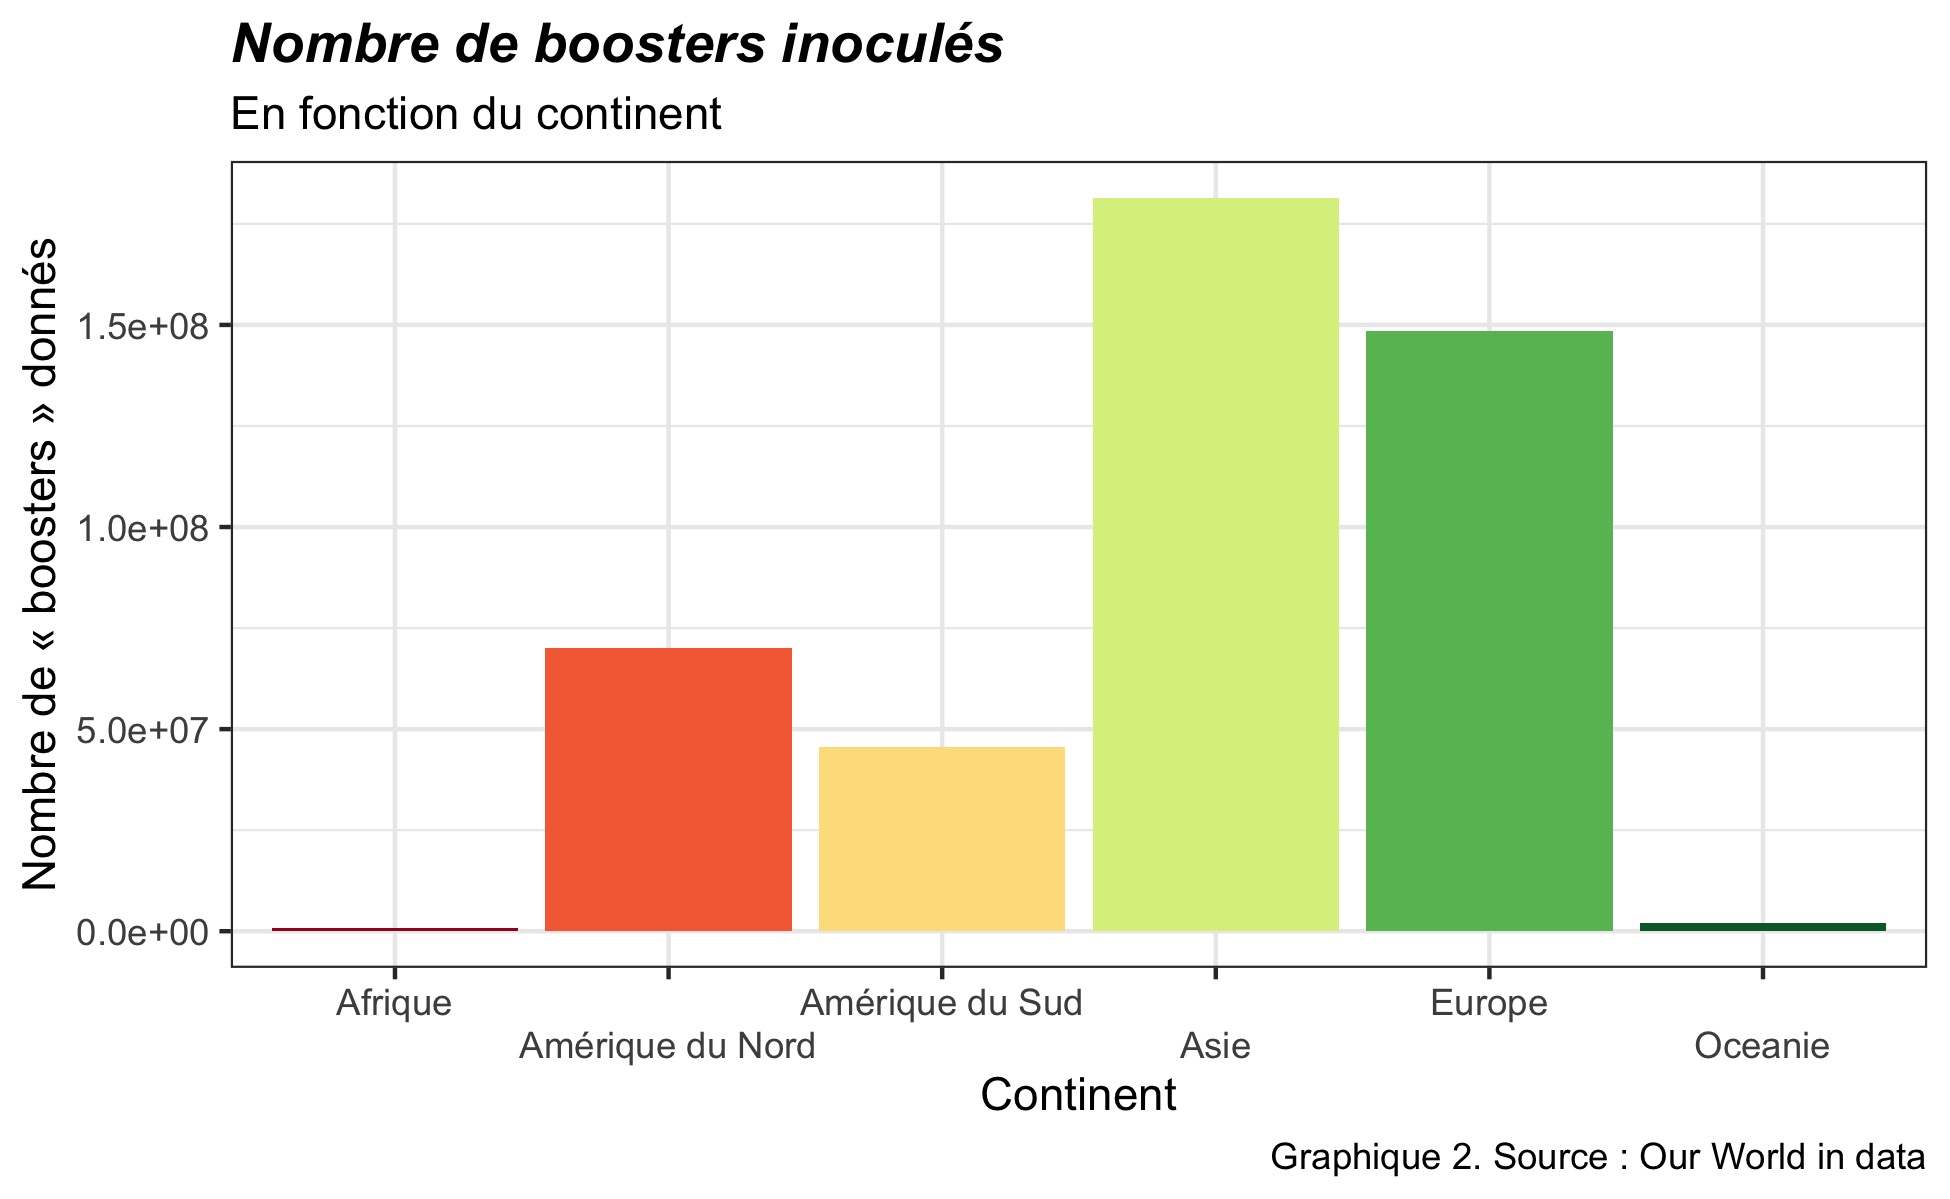 Nombre de boosters inoculés
En fonction du continent
Nombre de « boosters » donnés
1.5e+08
1.0e+08
5.0e+07
0.0e+00
Afrique
Amérique du Nord
Amérique du Sud
Asie
Europe
Oceanie
Continent
Graphique 2. Source : Our World in data